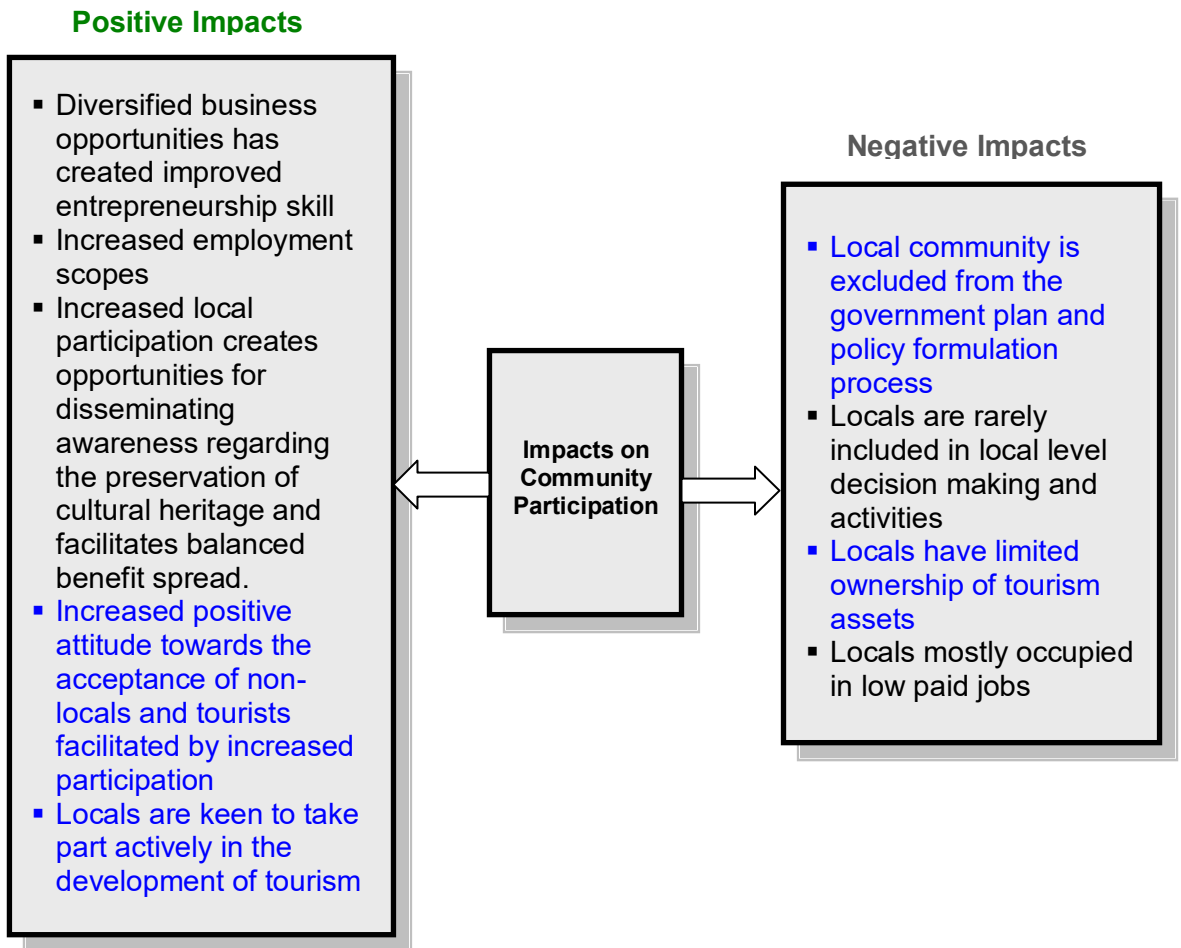 Positive Impacts
▪ Diversified business
opportunities has
created improved
entrepreneurship skill
▪ Increased employment
scopes
▪ Increased local
participation creates
opportunities for
disseminating
awareness regarding
the preservation of
cultural heritage and
facilitates balanced
benefit spread.
▪ Increased positive
attitude towards the
acceptance of non-
locals and tourists
facilitated by increased
participation
▪ Locals are keen to take
part actively in the
development of tourism
Impacts on
Community
Participation
Negative Impacts
▪ Local community is
excluded from the
government plan and
policy formulation
process
▪ Locals are rarely
included in local level
decision making and
activities
▪ Locals have limited
ownership of tourism
assets
▪ Locals mostly occupied
in low paid jobs